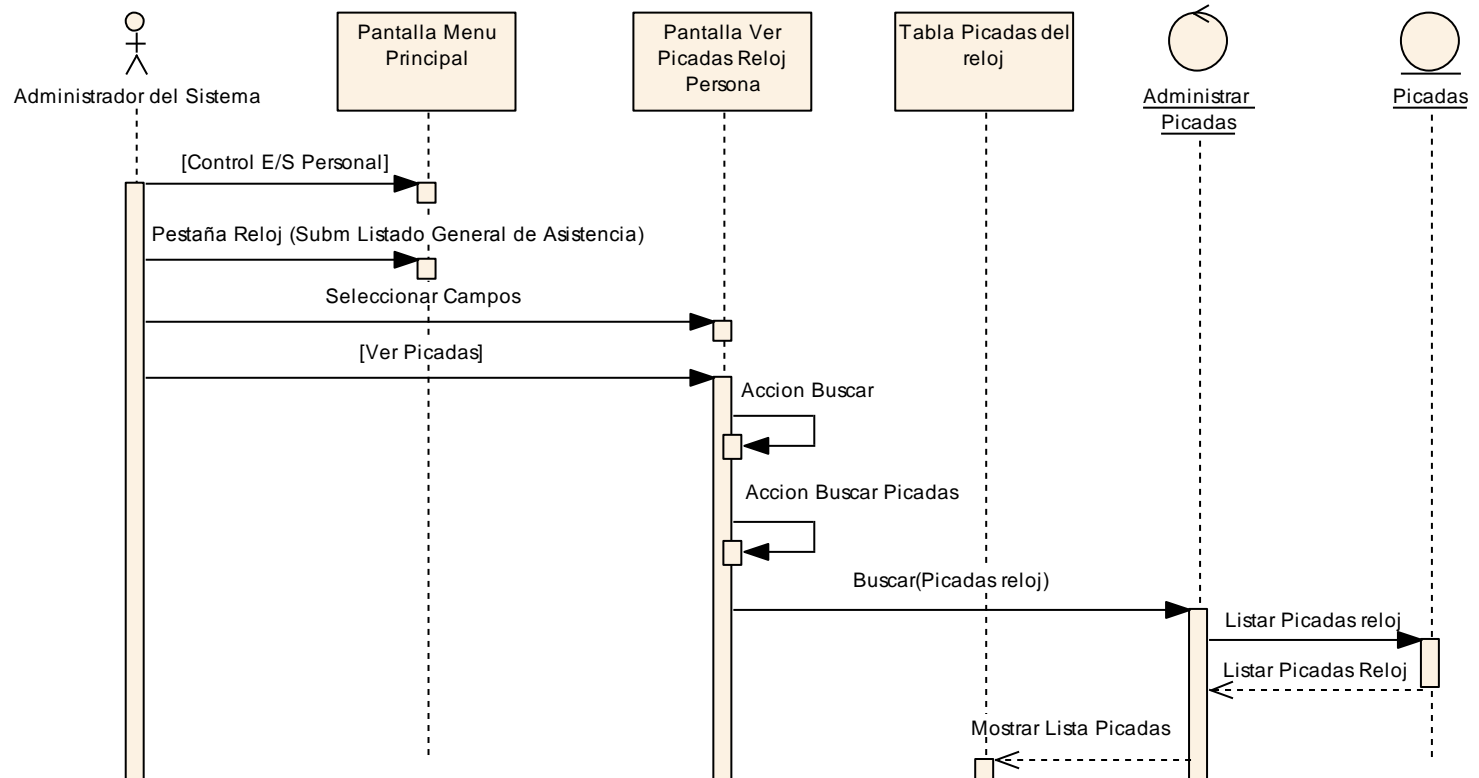 Administrador del Sistema
Pantalla Menu
Principal
Pantalla Ver
Picadas Reloj
Persona
Tabla Picadas del
reloj
Administrar
Picadas
Picadas
[Control E/S Personal]
Pestaña Reloj (Subm Listado General de Asistencia)
Seleccionar Campos
[Ver Picadas]
Accion Buscar
Accion Buscar Picadas
Buscar(Picadas reloj)
Listar Picadas reloj
Listar Picadas Reloj
Mostrar Lista Picadas